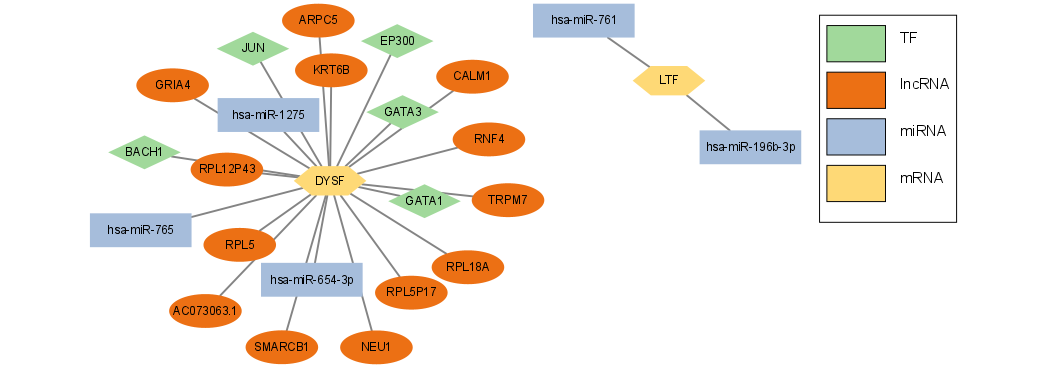 ARPC5
hsa-miR-761
JUN
EP300
TF
KRT6B
CALM1
LTF
GRIA4
lncRNA
hsa-miR-1275
GATA3
miRNA
RNF4
hsa-miR-196b-3p
BACH1
RPL12P43
DYSF
mRNA
GATA1
TRPM7
hsa-miR-765
RPL5
RPL18A
hsa-miR-654-3p
RPL5P17
AC073063.1
SMARCB1
NEU1